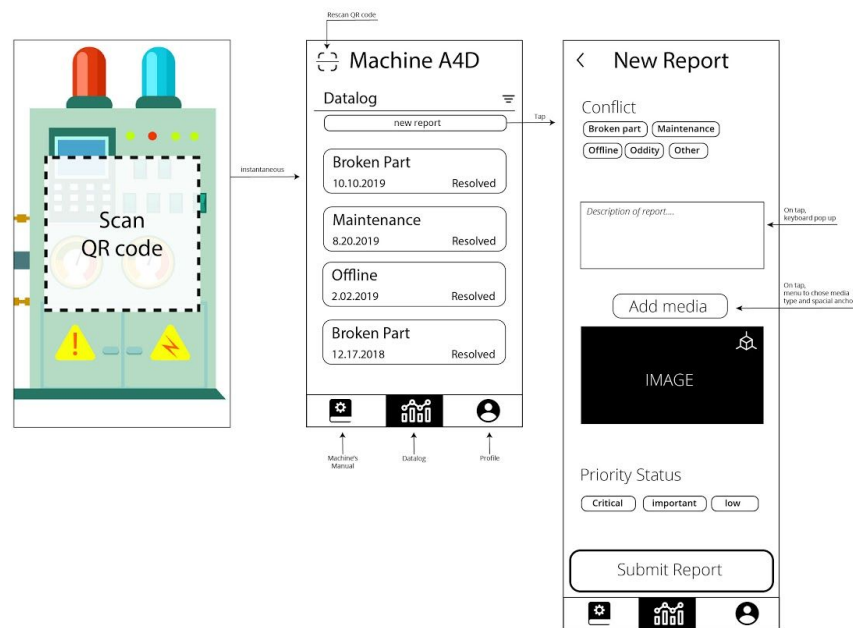 Rescan QR code
Scan
QR code
instantaneous
Machine A4D
Datalog
new report
Broken Part
10.10.2019 Resolved
Maintenance
8.20.2019 Resolved
Offline
2.02.2019 Resolved
Broken Part
12.17.2018 Resolved
Machine's
Manual
Datalog
Profile
Tap
New Report
Conflict
Broken part Maintenance
Offline Oddity Other
Description of report....
On tap,
keyboard pop up
Add media
On tap,
menu to chose media
type and spacial ancho
IMAGE
Priority Status
Critical important low
Submit Report